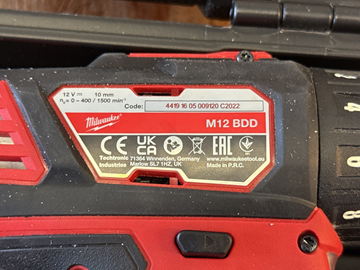 12 V⎓ 10 mm
n₀= 0 – 400 / 1500 min⁻¹
Code: 4419 16 05 009120 C2022
Milwaukee
M12 BDD
CE UK CA EAC
Techtronic Industries
71364 Winnenden, Germany
Marlow SL7 1HZ, UK
www.milwaukeetool.eu
Made in P.R.C.